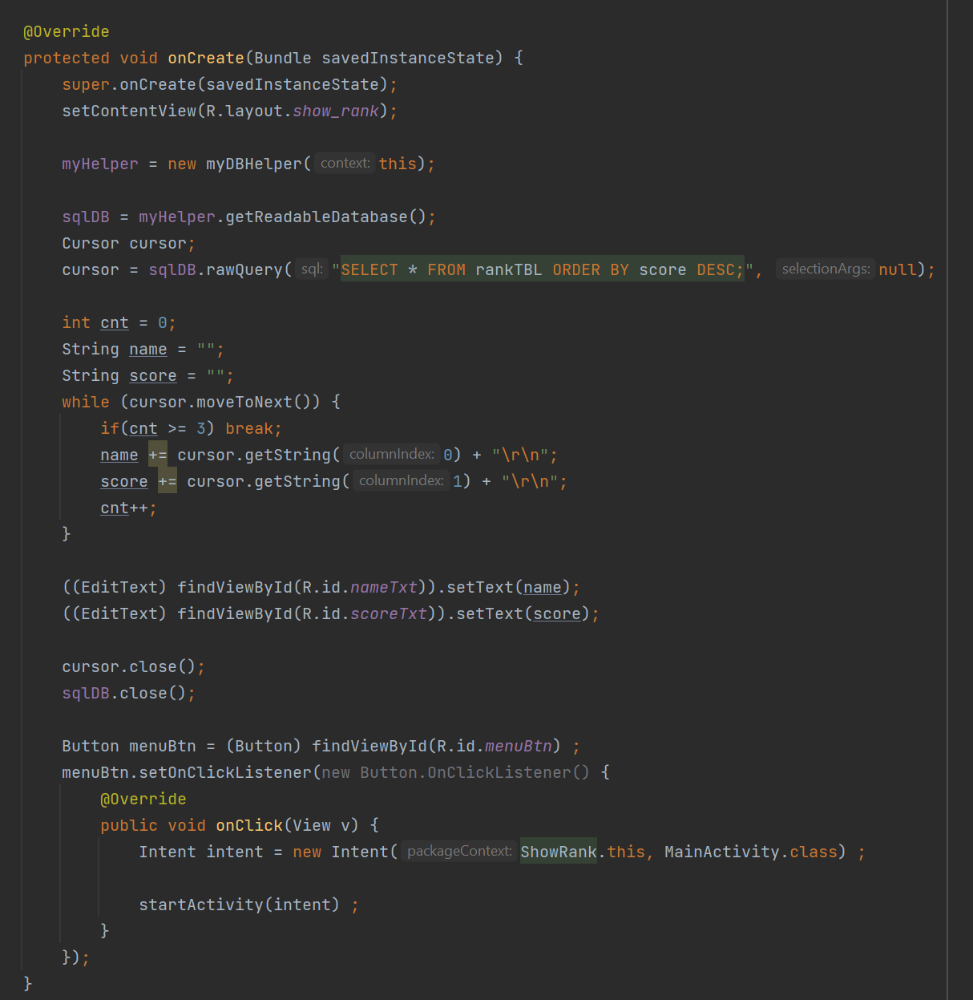 @Override
protected void onCreate(Bundle savedInstanceState) {
super.onCreate(savedInstanceState);
setContentView(R.layout.show_rank);
myHelper = new myDBHelper( context: this);
sqlDB = myHelper.getReadableDatabase();
Cursor cursor;
cursor = sqlDB.rawQuery( sql: "SELECT * FROM rankTBL ORDER BY score DESC;", selectionArgs: null);
int cnt = 0;
String name = "";
String score = "";
while (cursor.moveToNext()) {
if(cnt >= 3) break;
name += cursor.getString( columnIndex: 0) + "\r\n";
score += cursor.getString( columnIndex: 1) + "\r\n";
cnt++;
}
((EditText) findViewById(R.id.nameTxt)).setText(name);
((EditText) findViewById(R.id.scoreTxt)).setText(score);
cursor.close();
sqlDB.close();
Button menuBtn = (Button) findViewById(R.id.menuBtn) ;
menuBtn.setOnClickListener(new Button.OnClickListener() {
@Override
public void onClick(View v) {
Intent intent = new Intent( packageContext: ShowRank.this, MainActivity.class) ;
startActivity(intent) ;
}
});
}